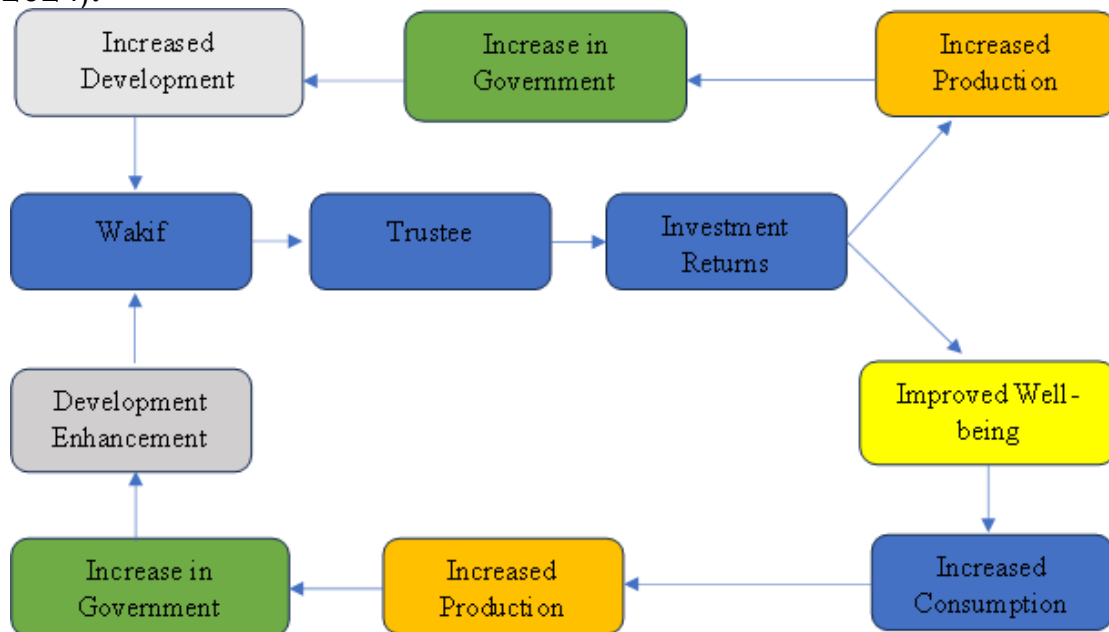 Increased
Development
Increase in
Government
Increased
Production
Wakif
Trustee
Investment
Returns
Development
Enhancement
Improved Well-
being
Increase in
Government
Increased
Production
Increased
Consumption